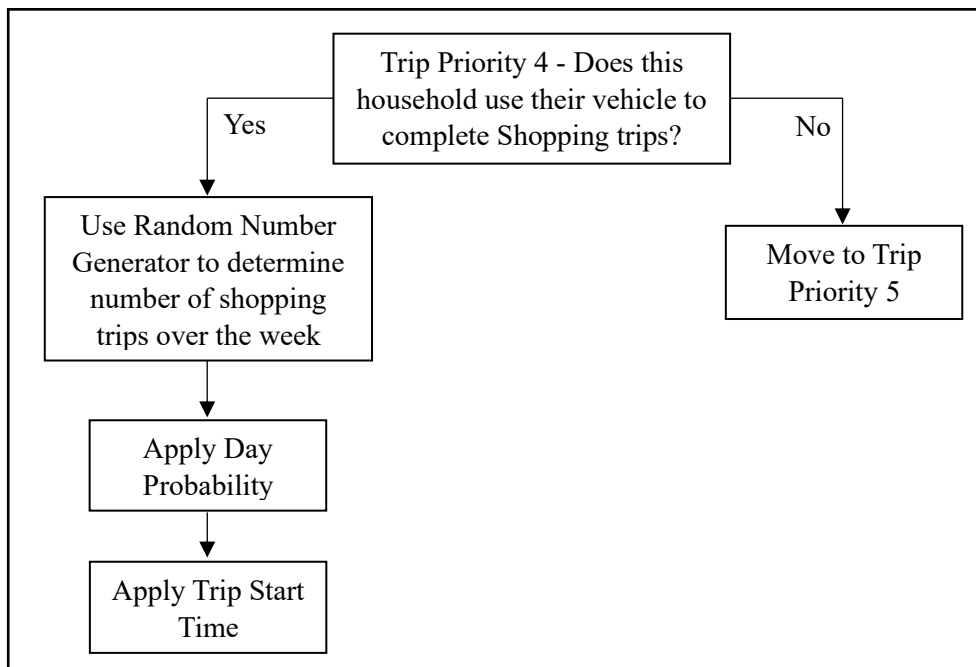 Trip Priority 4 - Does this
household use their vehicle to
complete Shopping trips?
Yes
No
Use Random Number
Generator to determine
number of shopping
trips over the week
Move to Trip
Priority 5
Apply Day
Probability
Apply Trip Start
Time